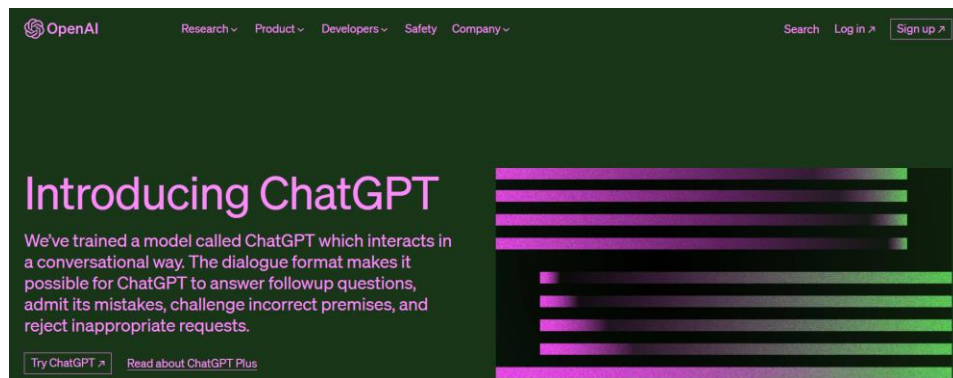 OpenAI Research Product Developers Safety Company Search Log in ↗ Sign up ↗
Introducing ChatGPT
We've trained a model called ChatGPT which interacts in
a conversational way. The dialogue format makes it
possible for ChatGPT to answer followup questions,
admit its mistakes, challenge incorrect premises, and
reject inappropriate requests.
Try ChatGPT ↗ Read about ChatGPT Plus